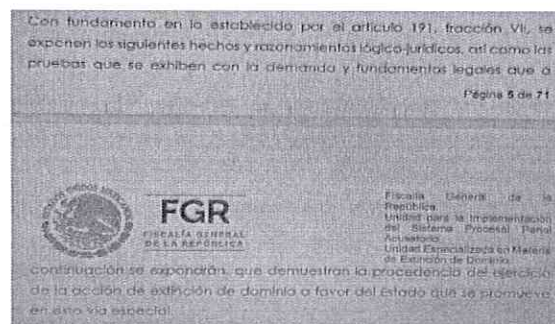 Con fundamento en lo establecido por el artículo 191, fracción VII, se
exponen los siguientes hechos y razonamientos lógico-jurídicos, así como las
pruebas que se exhiben con la demanda y fundamentos legales que a
Página 5 de 71
ESTADOS UNIDOS MEXICANOS
FGR
FISCALÍA GENERAL
DE LA REPÚBLICA
Fiscalía General de la
República
Unidad para la Implementación
del Sistema Procesal Penal
Acusatorio
Unidad Especializada en Materia
de Extinción de Dominio
continuación se expondrán, que demuestran la procedencia del ejercicio
de la acción de extinción de dominio a favor del Estado que se promueve
en esta vía especial